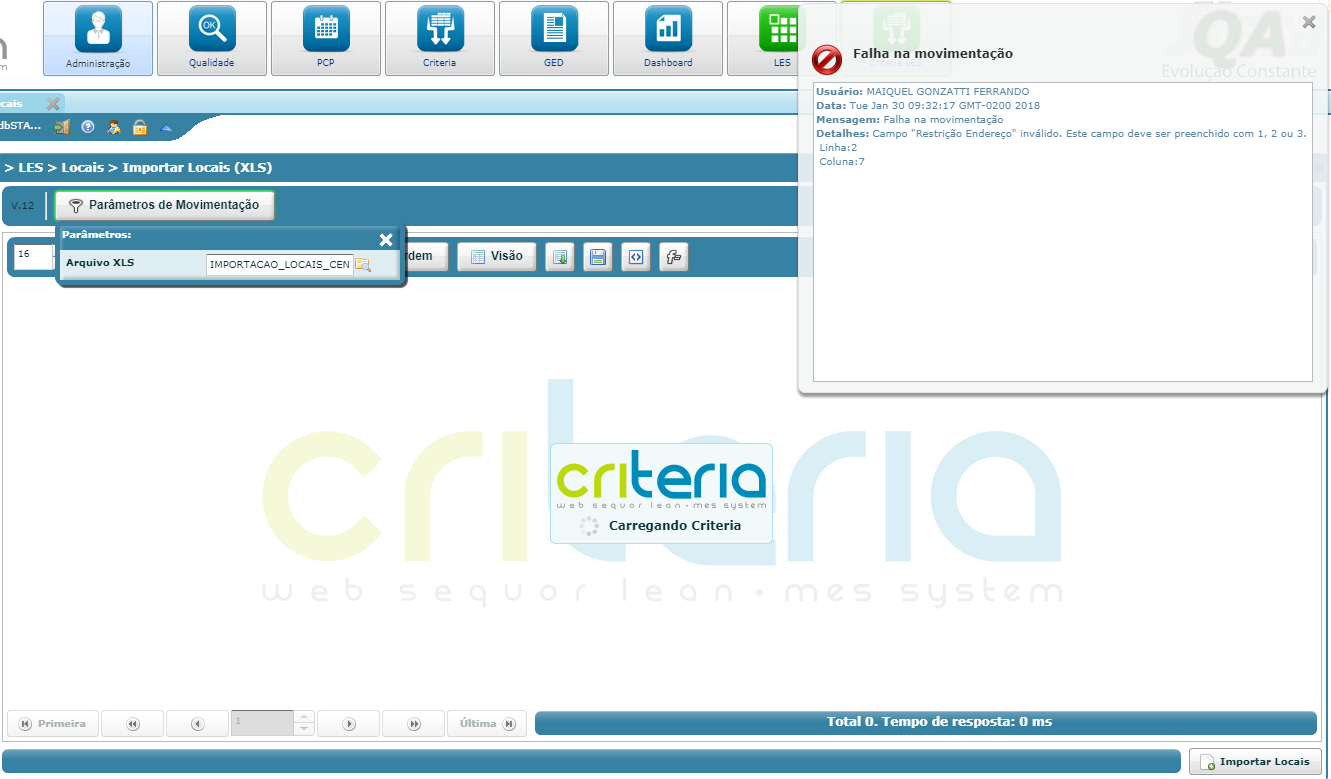 m
Administração
Qualidade
PCP
Criteria
GED
Dashboard
LES
QA
Evolução Constante
Falha na movimentação
Usuário: MAIQUEL GONZATTI FERRANDO
Data: Tue Jan 30 09:32:17 GMT-0200 2018
Mensagem: Falha na movimentação
Detalhes: Campo "Restrição Endereço" inválido. Este campo deve ser preenchido com 1, 2 ou 3.
Linha:2
Coluna:7
cais
dbSTA...
> LES > Locais > Importar Locais (XLS)
V.12
Parâmetros de Movimentação
Parâmetros:
Arquivo XLS
IMPORTACAO_LOCAIS_CEN
16
rdem
Visão
criteria
web sequor lean · mes system
criteria
web sequor lean · mes system
Carregando Criteria
Primeira
1
Última
Total 0. Tempo de resposta: 0 ms
Importar Locais